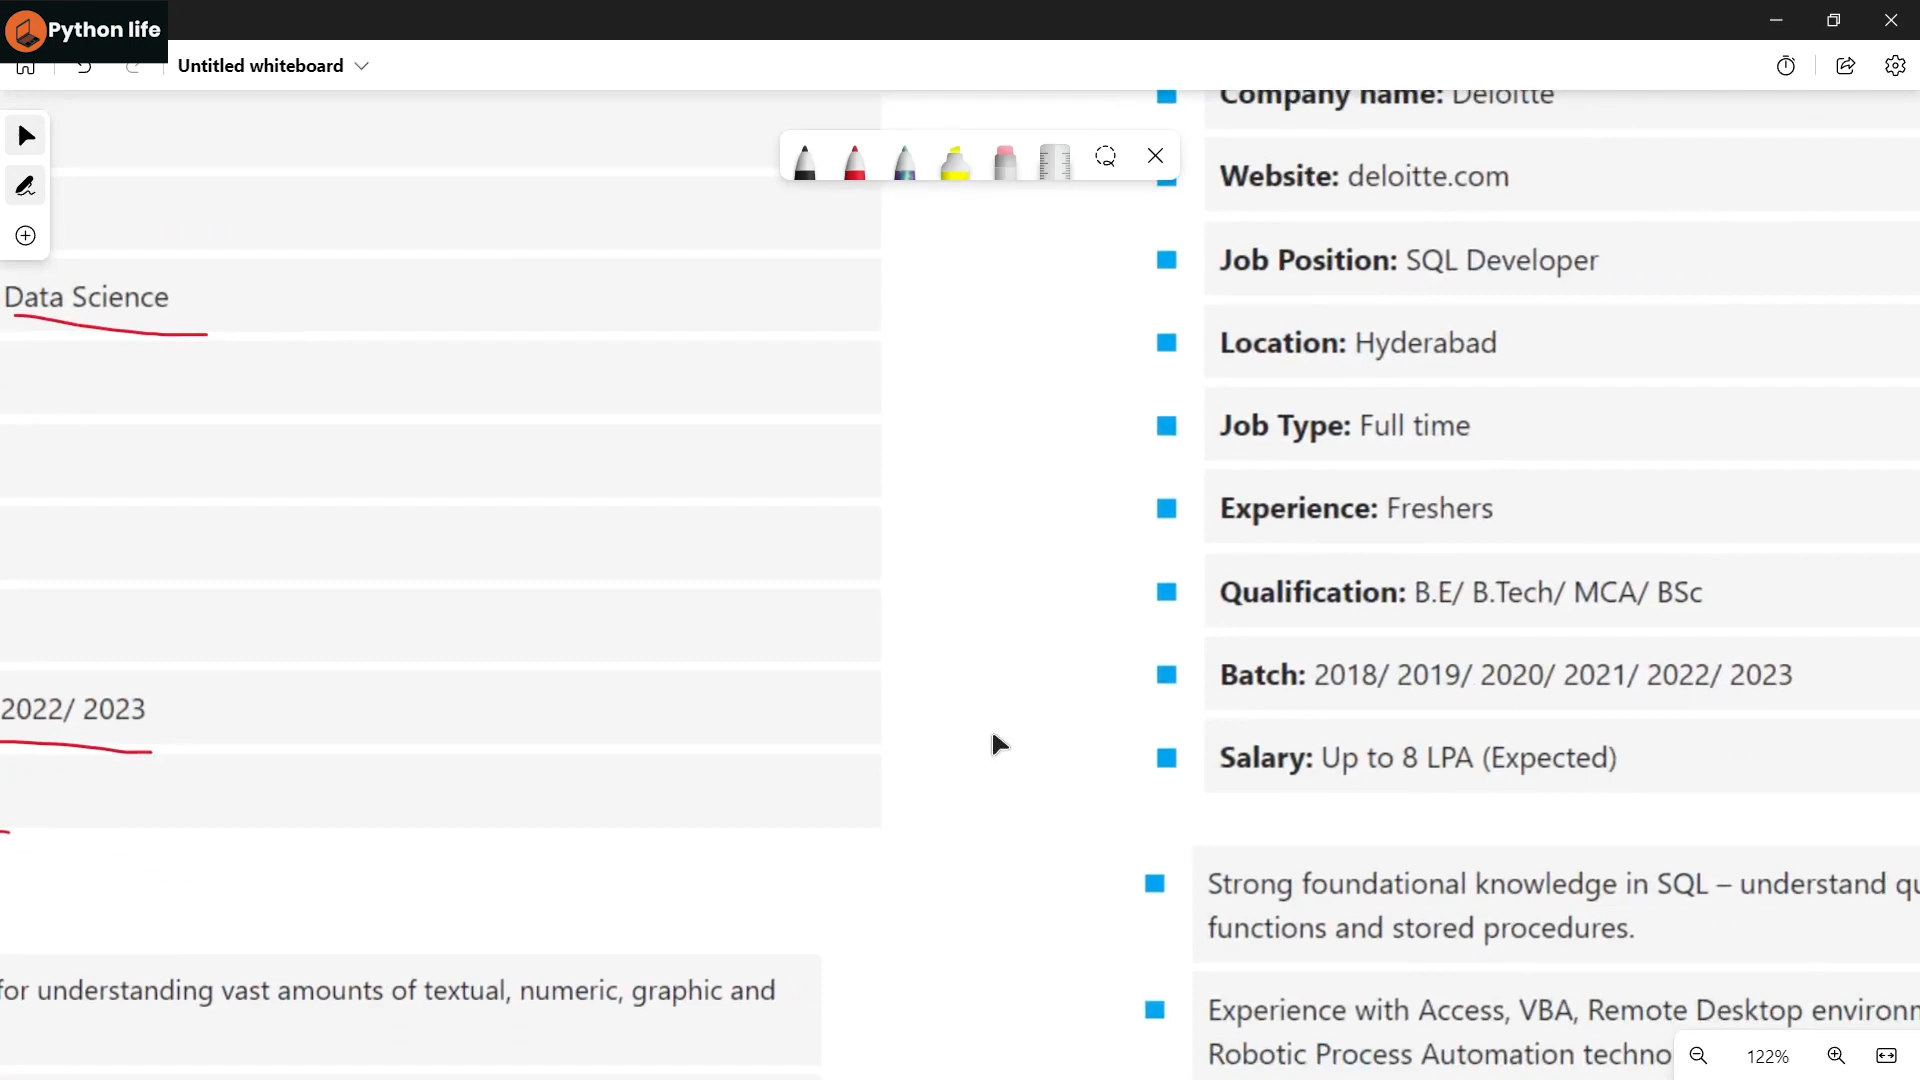 Python life
Untitled whiteboard
Data Science
2022/ 2023
for understanding vast amounts of textual, numeric, graphic and
Company name: Deloitte
Website: deloitte.com
Job Position: SQL Developer
Location: Hyderabad
Job Type: Full time
Experience: Freshers
Qualification: B.E/ B.Tech/ MCA/ BSc
Batch: 2018/ 2019/ 2020/ 2021/ 2022/ 2023
Salary: Up to 8 LPA (Expected)
Strong foundational knowledge in SQL – understand
functions and stored procedures.
Experience with Access, VBA, Remote Desktop
Robotic Process Automation
122%